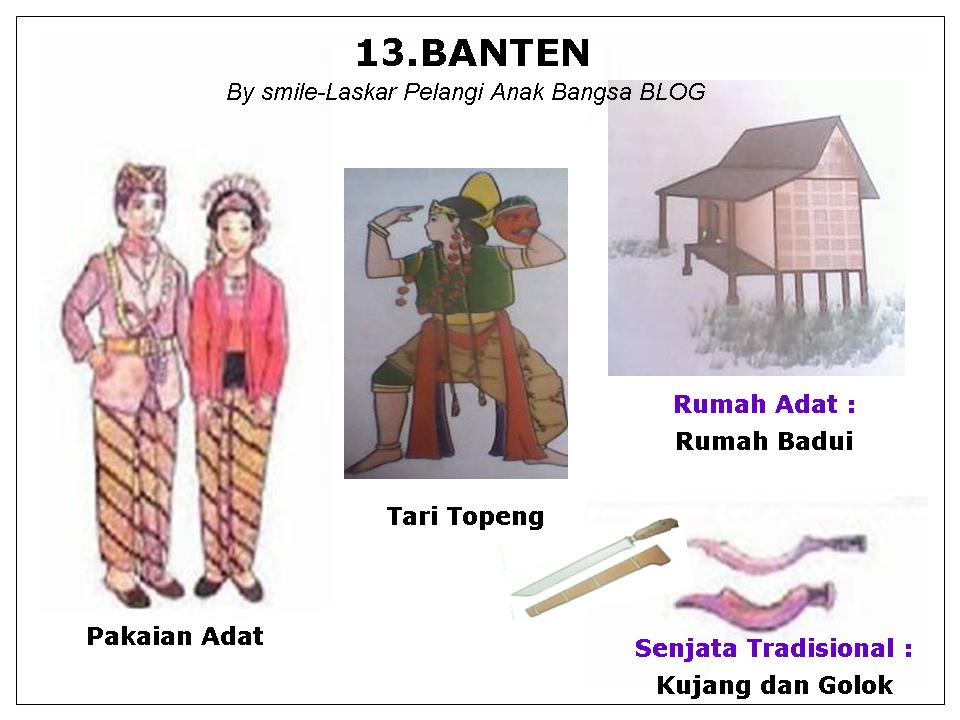 13.BANTEN
By smile-Laskar Pelangi Anak Bangsa BLOG
Rumah Adat :
Rumah Badui
Tari Topeng
Pakaian Adat
Senjata Tradisional :
Kujang dan Golok